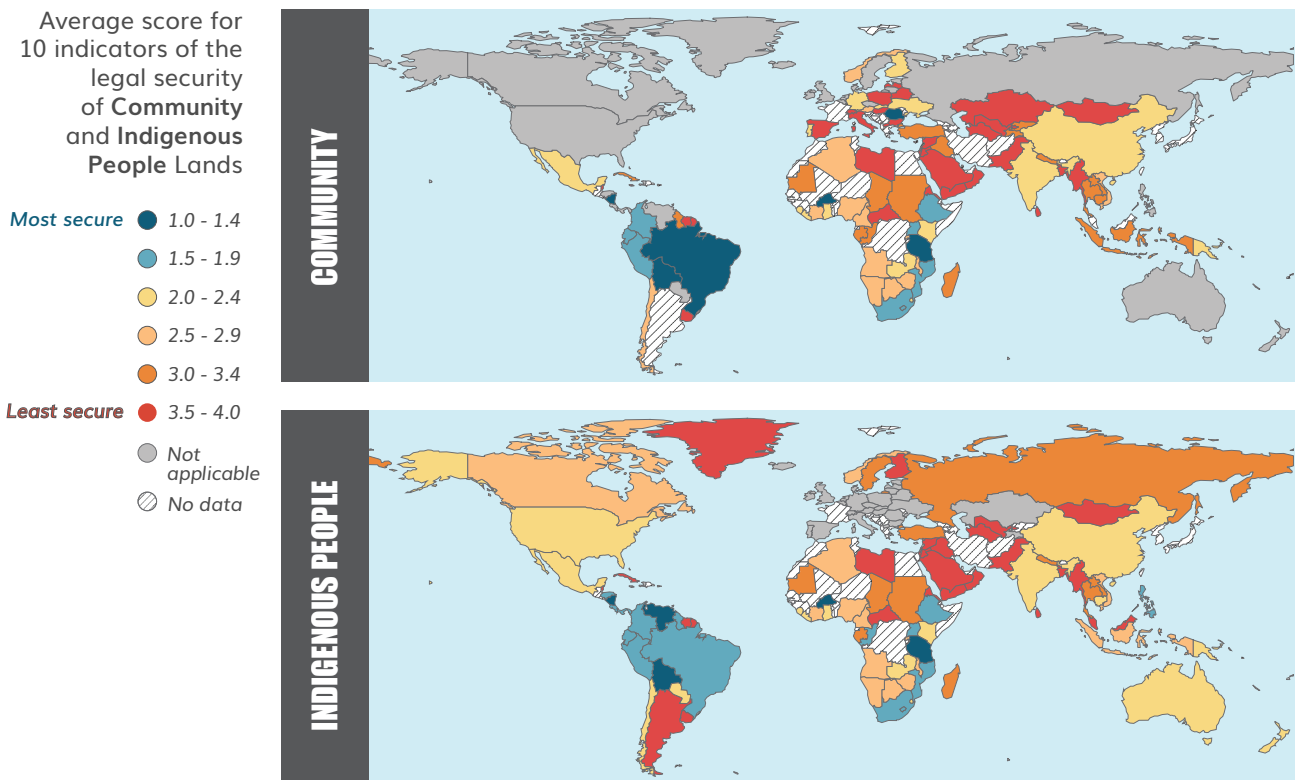 Average score for
10 indicators of the
legal security
of Community
and Indigenous
People Lands
Most secure 1.0 - 1.4
1.5 - 1.9
2.0 - 2.4
2.5 - 2.9
3.0 - 3.4
Least secure 3.5 - 4.0
Not
applicable
No data
COMMUNITY
INDIGENOUS PEOPLE